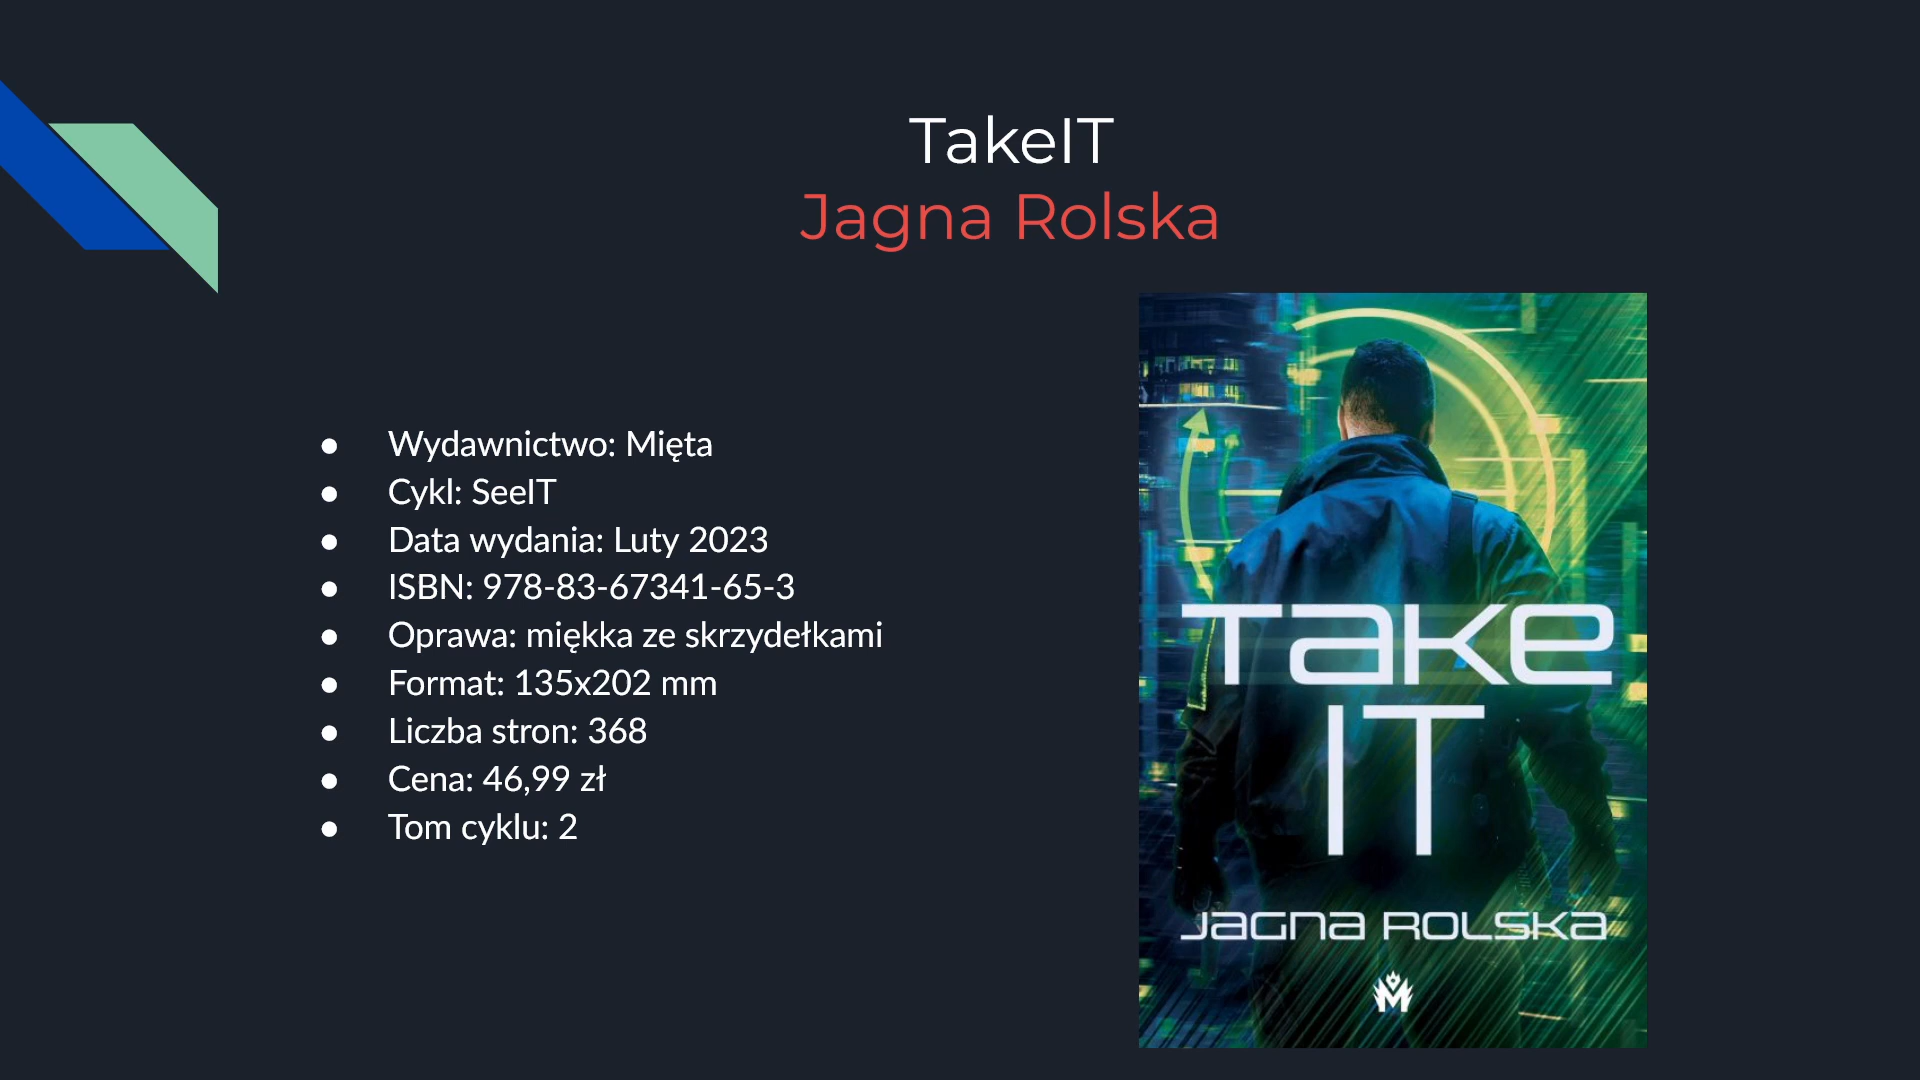 TakeIT
Jagna Rolska
● Wydawnictwo: Mięta
● Cykl: SeeIT
● Data wydania: Luty 2023
● ISBN: 978-83-67341-65-3
● Oprawa: miękka ze skrzydełkami
● Format: 135x202 mm
● Liczba stron: 368
● Cena: 46,99 zł
● Tom cyklu: 2
Take
IT
Jagna Rolska
M